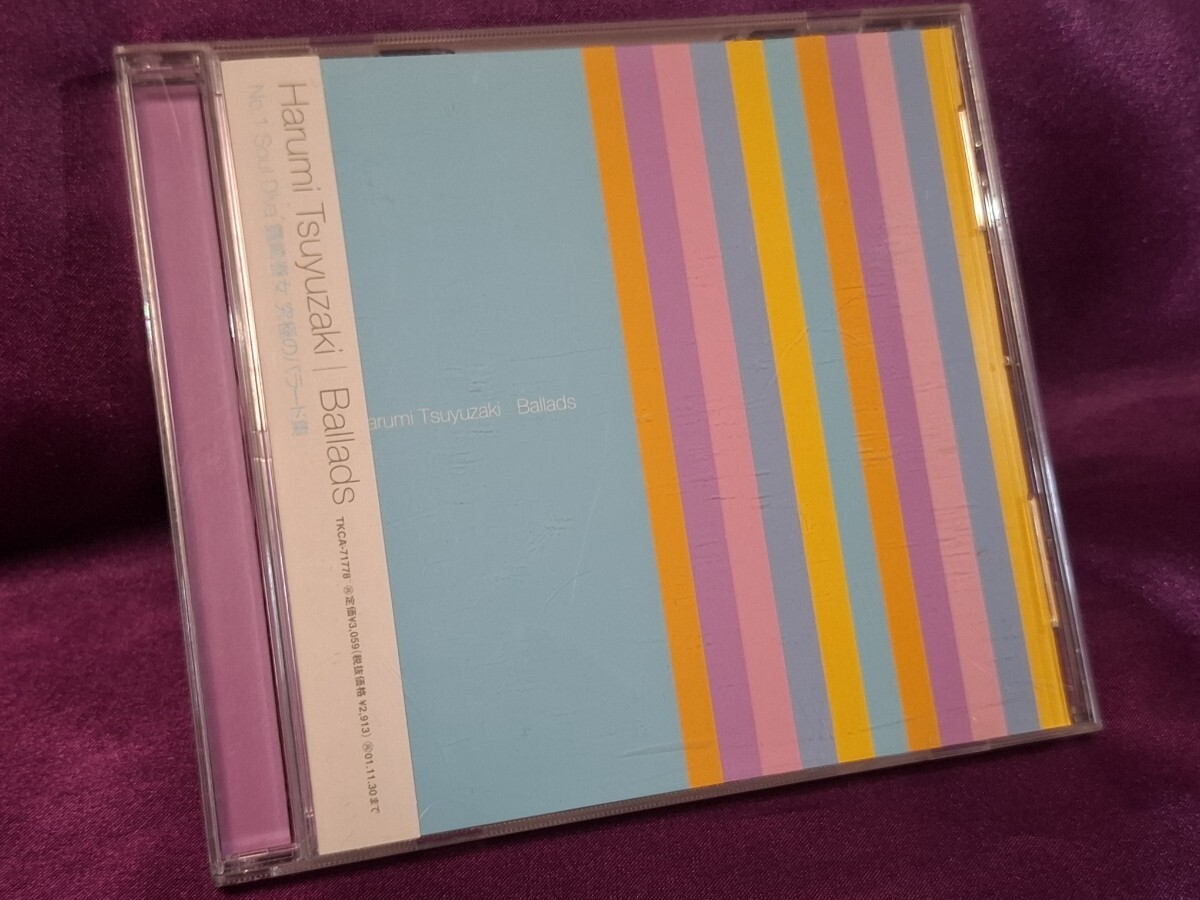 Harumi Tsuyuzaki | Ballads
No.1 Soul Diva 露崎春女 究極のバラード集
TKCA-71778 定価¥3,059(税抜価格 ¥2,913) 01.11.30まで
arumi Tsuyuzaki Ballads